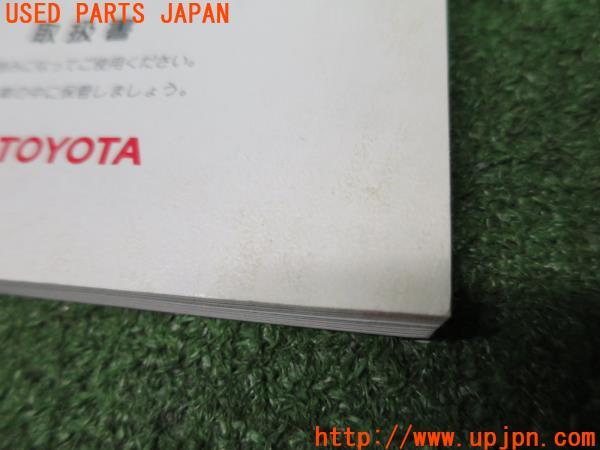 USED PARTS JAPAN
取扱書
になってご使用ください。
車の中に保管しましょう。
TOYOTA
http://www.upjpn.com